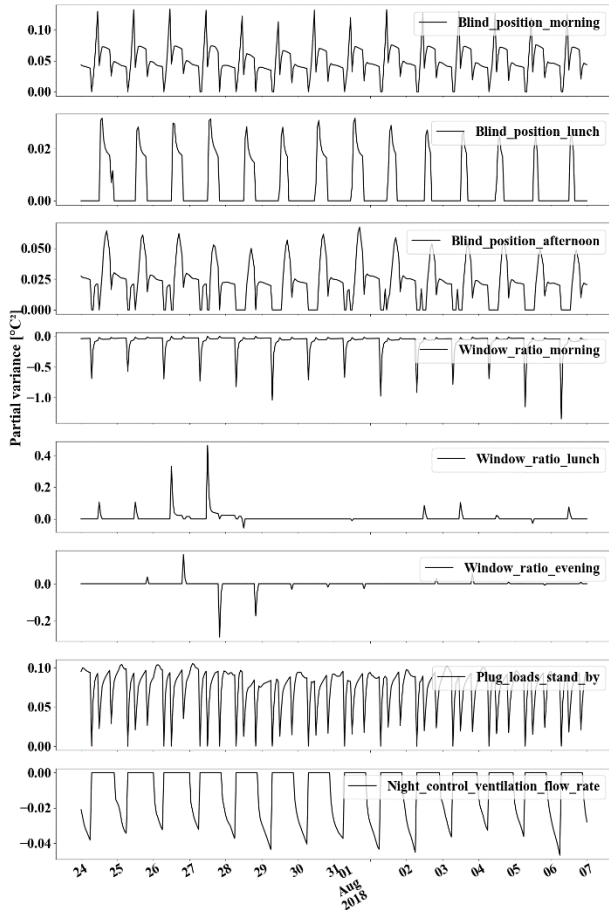 Partial variance [°C²]
0.10
0.05
0.00
Blind_position_morning
0.02
0.00
Blind_position_lunch
0.050
0.025
0.000
Blind_position_afternoon
0.0
−0.5
−1.0
Window_ratio_morning
0.4
0.2
0.0
Window_ratio_lunch
0.0
−0.2
Window_ratio_evening
0.10
0.05
0.00
Plug_loads_stand_by
0.00
−0.02
−0.04
Night_control_ventilation_flow_rate
24 25 26 27 28 29 30 31 01 02 03 04 05 06 07
Aug
2018